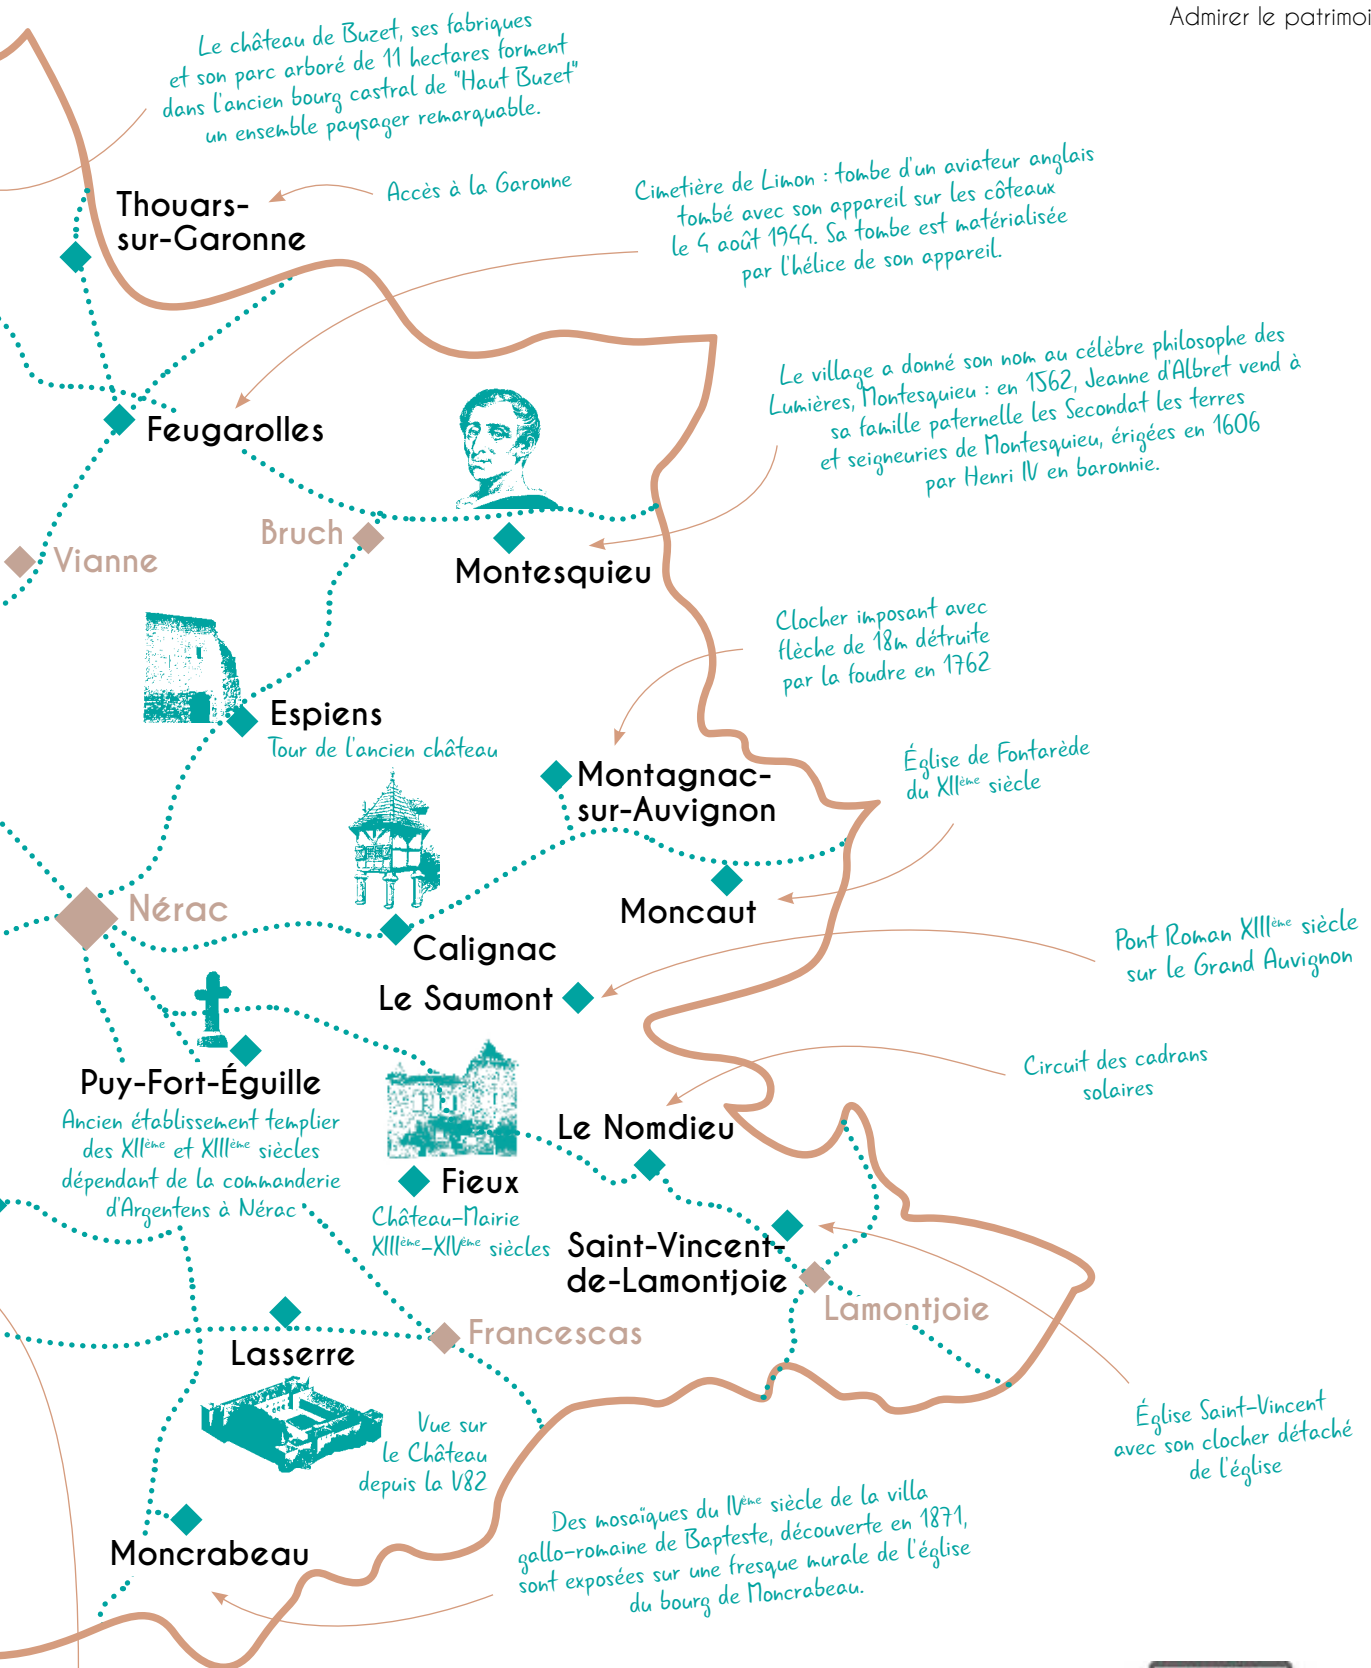 Admirer le patrimoi
Le château de Buzet, ses fabriques
et son parc arboré de 11 hectares forment
dans l'ancien bourg castral de "Haut Buzet"
un ensemble paysager remarquable.
Thouars-
sur-Garonne
Accès à la Garonne
Cimetière de Limon : tombe d'un aviateur anglais
tombé avec son appareil sur les côteaux
le 4 août 1944. Sa tombe est matérialisée
par l'hélice de son appareil.
Feugarolles
Le village a donné son nom au célèbre philosophe des
Lumières, Montesquieu : en 1562, Jeanne d'Albret vend à
sa famille paternelle les Secondat les terres
et seigneuries de Montesquieu, érigées en 1606
par Henri IV en baronnie.
Bruch
Vianne
Montesquieu
Clocher imposant avec
flèche de 18m détruite
par la foudre en 1762
Espiens
Tour de l'ancien château
Montagnac-
sur-Auvignon
Église de Fontarède
du XIIème siècle
Nérac
Moncaut
Calignac
Le Saumont
Pont Roman XIIIème siècle
sur le Grand Auvignon
Circuit des cadrans
solaires
Puy-Fort-Éguille
Ancien établissement templier
des XIIème et XIIIème siècles
dépendant de la commanderie
d'Argentens à Nérac
Le Nomdieu
Fieux
Château-Mairie
XIIIème-XIVème siècles
Saint-Vincent-
de-Lamontjoie
Lamontjoie
Francescas
Lasserre
Vue sur
le Château
depuis la V82
Église Saint-Vincent
avec son clocher détaché
de l'église
Moncrabeau
Des mosaïques du IVème siècle de la villa
gallo-romaine de Bapteste, découverte en 1871,
sont exposées sur une fresque murale de l'église
du bourg de Moncrabeau.